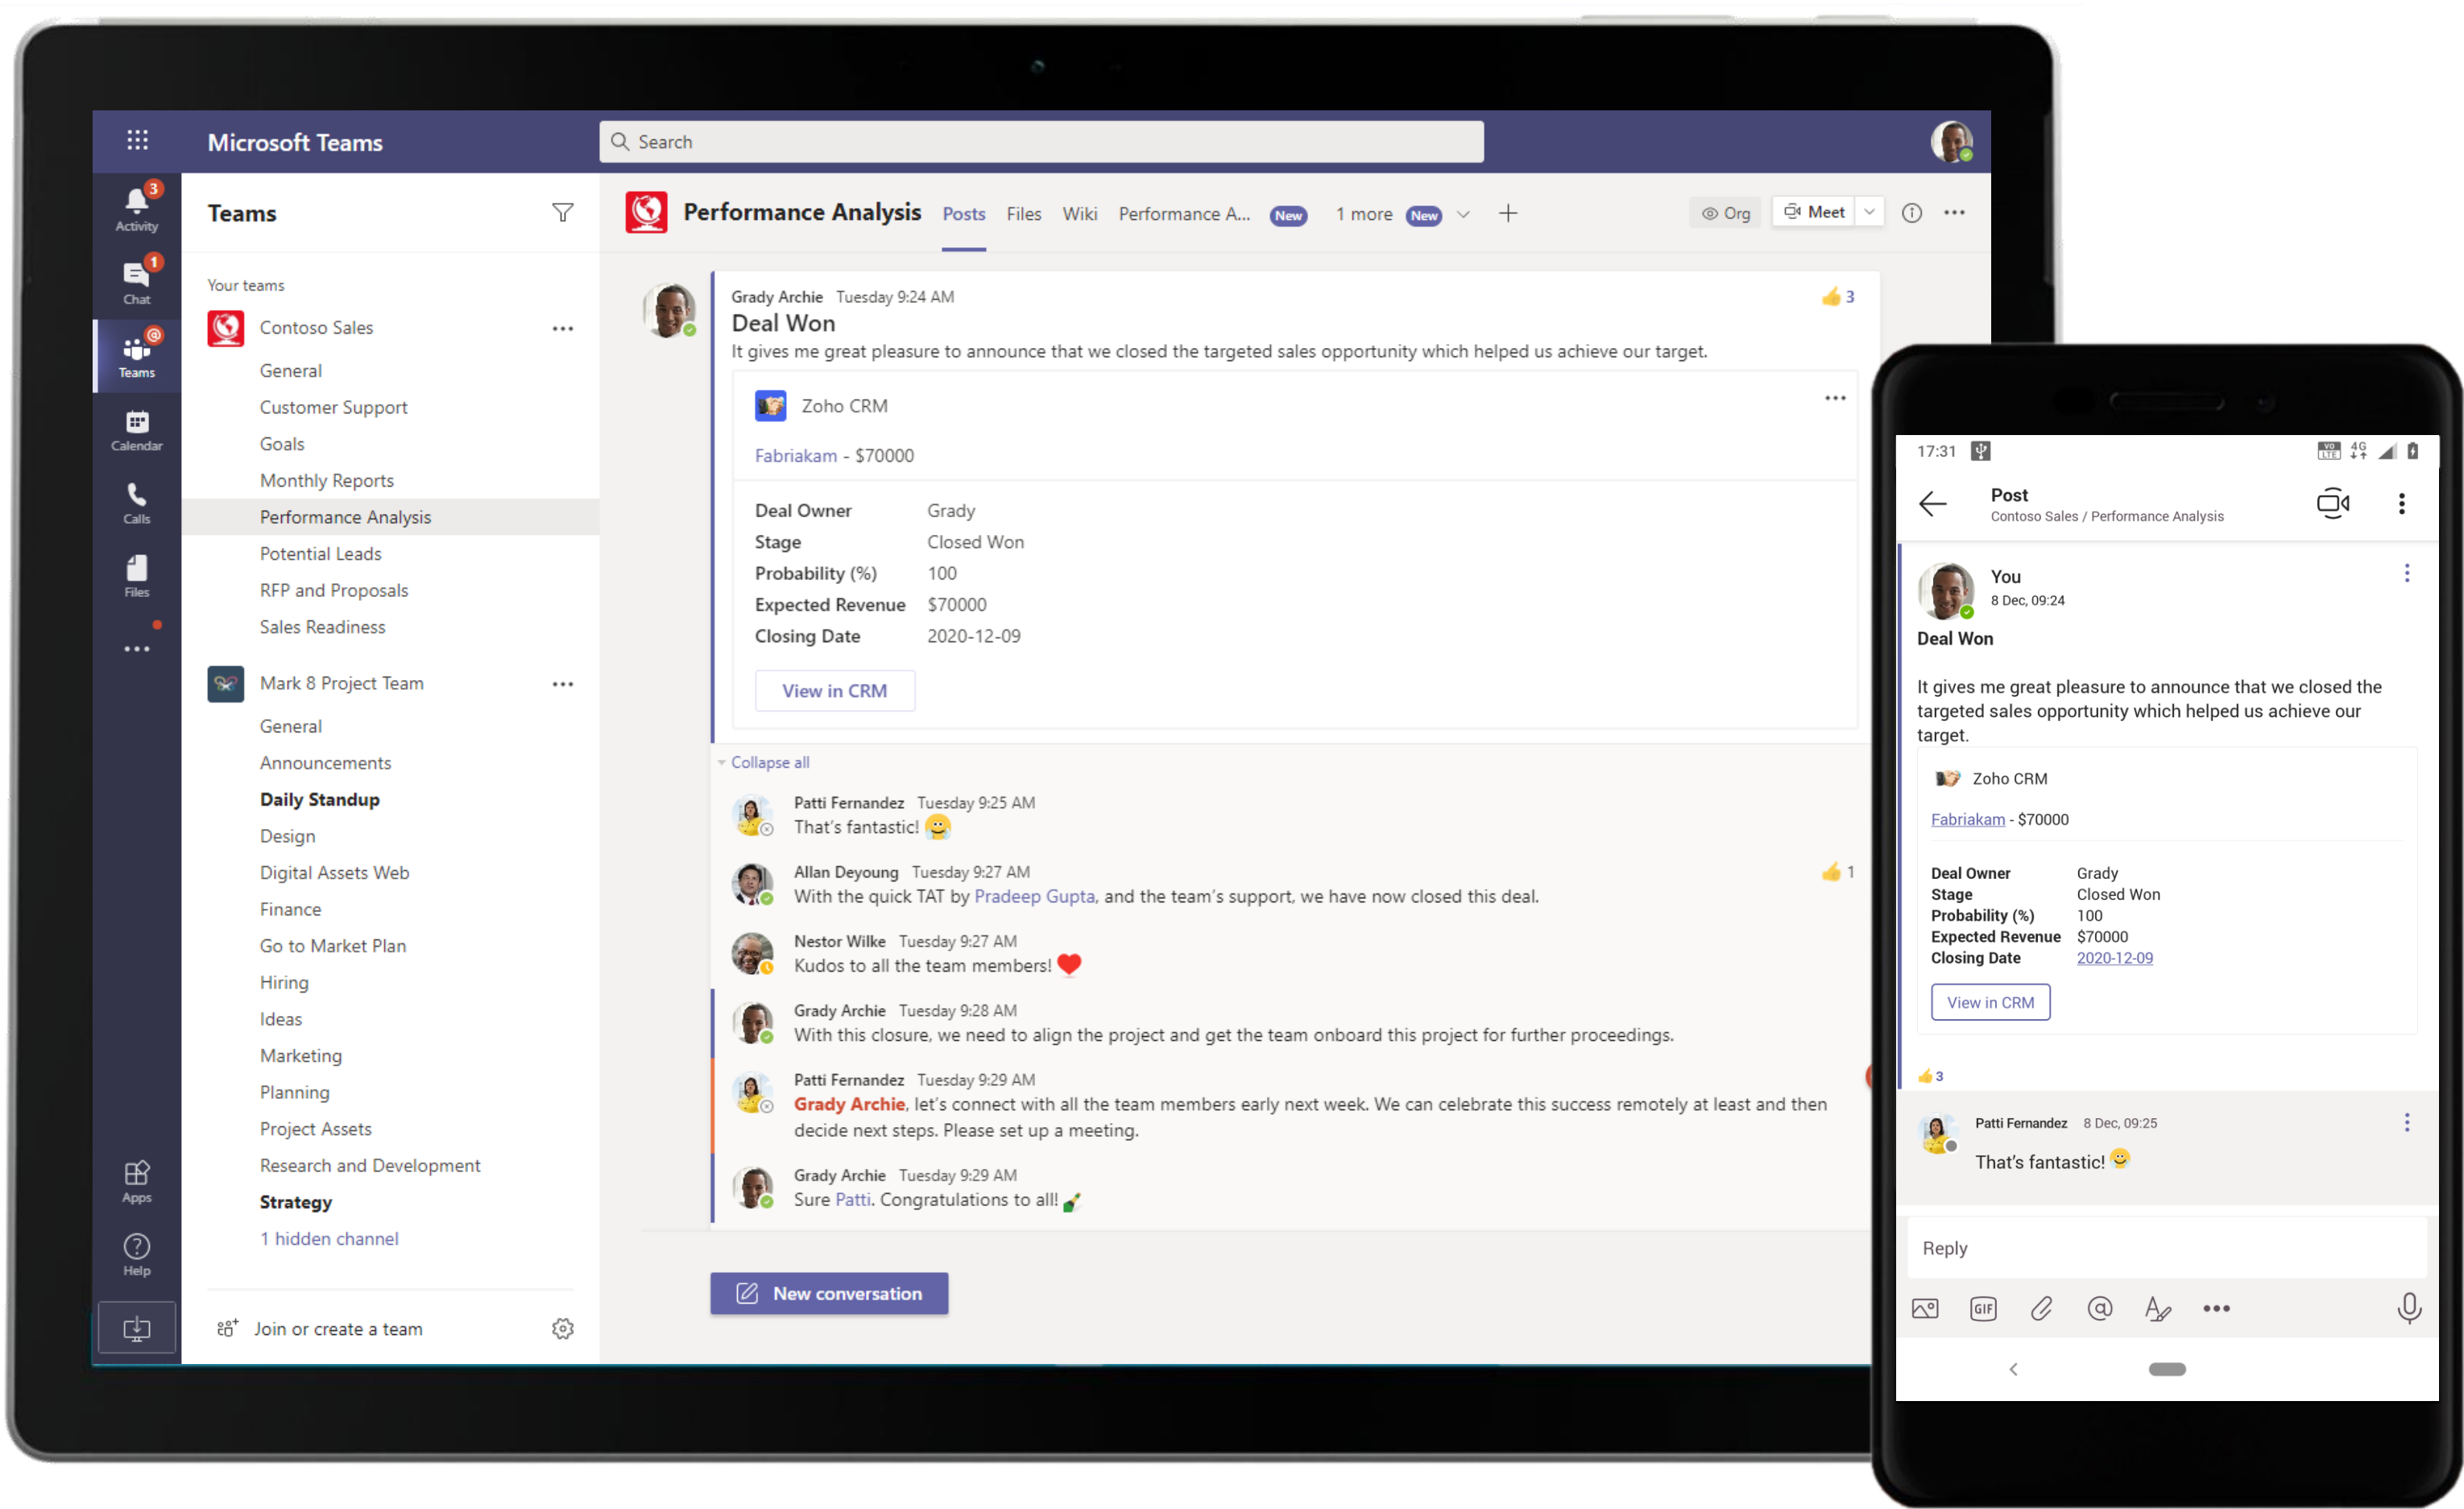 Microsoft Teams
Search
3
Activity
1
Chat
@
Teams
Calendar
Calls
Files
Apps
Help
Teams
Your teams
Contoso Sales
General
Customer Support
Goals
Monthly Reports
Performance Analysis
Potential Leads
RFP and Proposals
Sales Readiness
Mark 8 Project Team
General
Announcements
Daily Standup
Design
Digital Assets Web
Finance
Go to Market Plan
Hiring
Ideas
Marketing
Planning
Project Assets
Research and Development
Strategy
1 hidden channel
Join or create a team
Performance Analysis Posts Files Wiki Performance A... New 1 more New
Org Meet
Grady Archie Tuesday 9:24 AM 3
Deal Won
It gives me great pleasure to announce that we closed the targeted sales opportunity which helped us achieve our target.
Zoho CRM
Fabriakam - $70000
Deal Owner Grady
Stage Closed Won
Probability (%) 100
Expected Revenue $70000
Closing Date 2020-12-09
View in CRM
Collapse all
Patti Fernandez Tuesday 9:25 AM
That's fantastic!
Allan Deyoung Tuesday 9:27 AM 1
With the quick TAT by Pradeep Gupta, and the team's support, we have now closed this deal.
Nestor Wilke Tuesday 9:27 AM
Kudos to all the team members!
Grady Archie Tuesday 9:28 AM
With this closure, we need to align the project and get the team onboard this project for further proceedings.
Patti Fernandez Tuesday 9:29 AM
Grady Archie, let's connect with all the team members early next week. We can celebrate this success remotely at least and then
decide next steps. Please set up a meeting.
Grady Archie Tuesday 9:29 AM
Sure Patti. Congratulations to all!
New conversation
17:31 VO LTE 4G
Post
Contoso Sales / Performance Analysis
You
8 Dec, 09:24
Deal Won
It gives me great pleasure to announce that we closed the
targeted sales opportunity which helped us achieve our
target.
Zoho CRM
Fabriakam - $70000
Deal Owner Grady
Stage Closed Won
Probability (%) 100
Expected Revenue $70000
Closing Date 2020-12-09
View in CRM
3
Patti Fernandez 8 Dec, 09:25
That's fantastic!
Reply
GIF